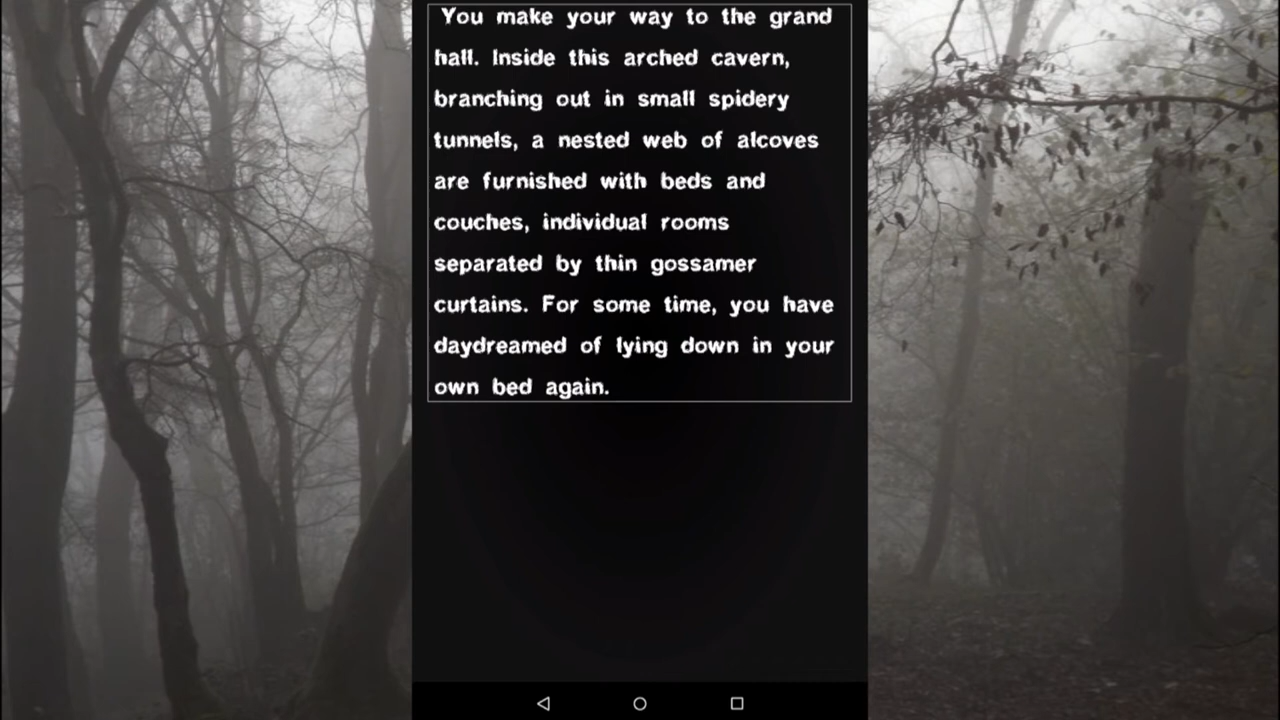 You make your way to the grand
hall. Inside this arched cavern,
branching out in small spidery
tunnels, a nested web of alcoves
are furnished with beds and
couches, individual rooms
separated by thin gossamer
curtains. For some time, you have
daydreamed of lying down in your
own bed again.